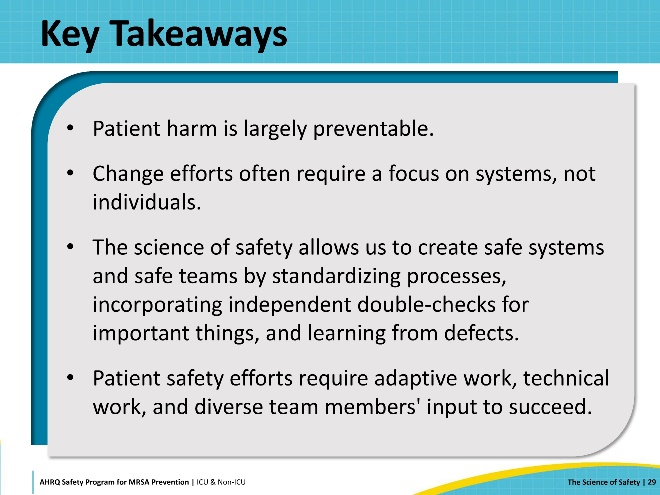 Key Takeaways
• Patient harm is largely preventable.
• Change efforts often require a focus on systems, not
individuals.
• The science of safety allows us to create safe systems
and safe teams by standardizing processes,
incorporating independent double-checks for
important things, and learning from defects.
• Patient safety efforts require adaptive work, technical
work, and diverse team members' input to succeed.
AHRQ Safety Program for MRSA Prevention | ICU & Non-ICU
The Science of Safety | 29